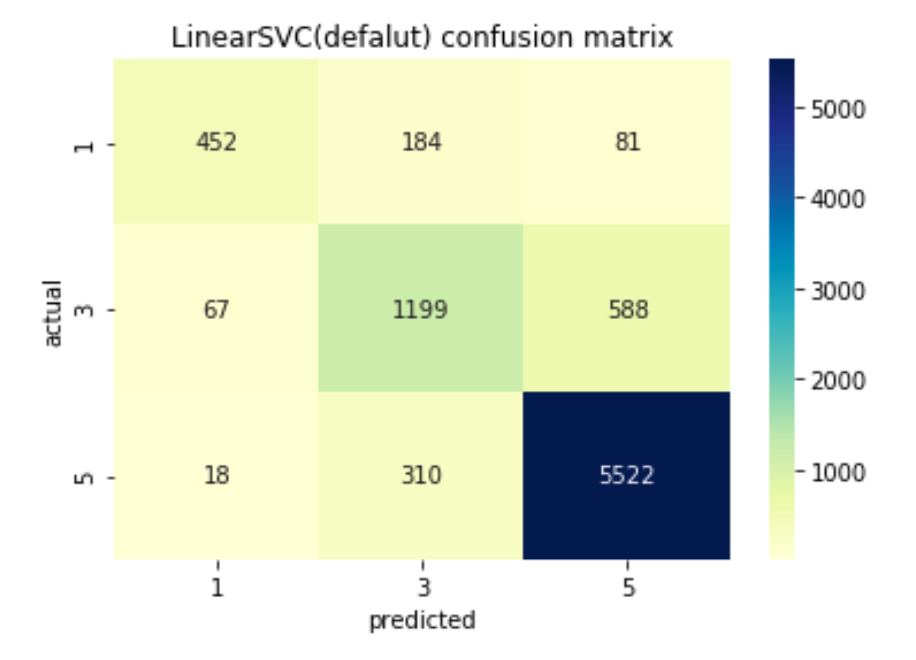 LinearSVC(defalut) confusion matrix
1 452 184 81
3 67 1199 588
5 18 310 5522
1 3 5
predicted
actual
5000
4000
3000
2000
1000